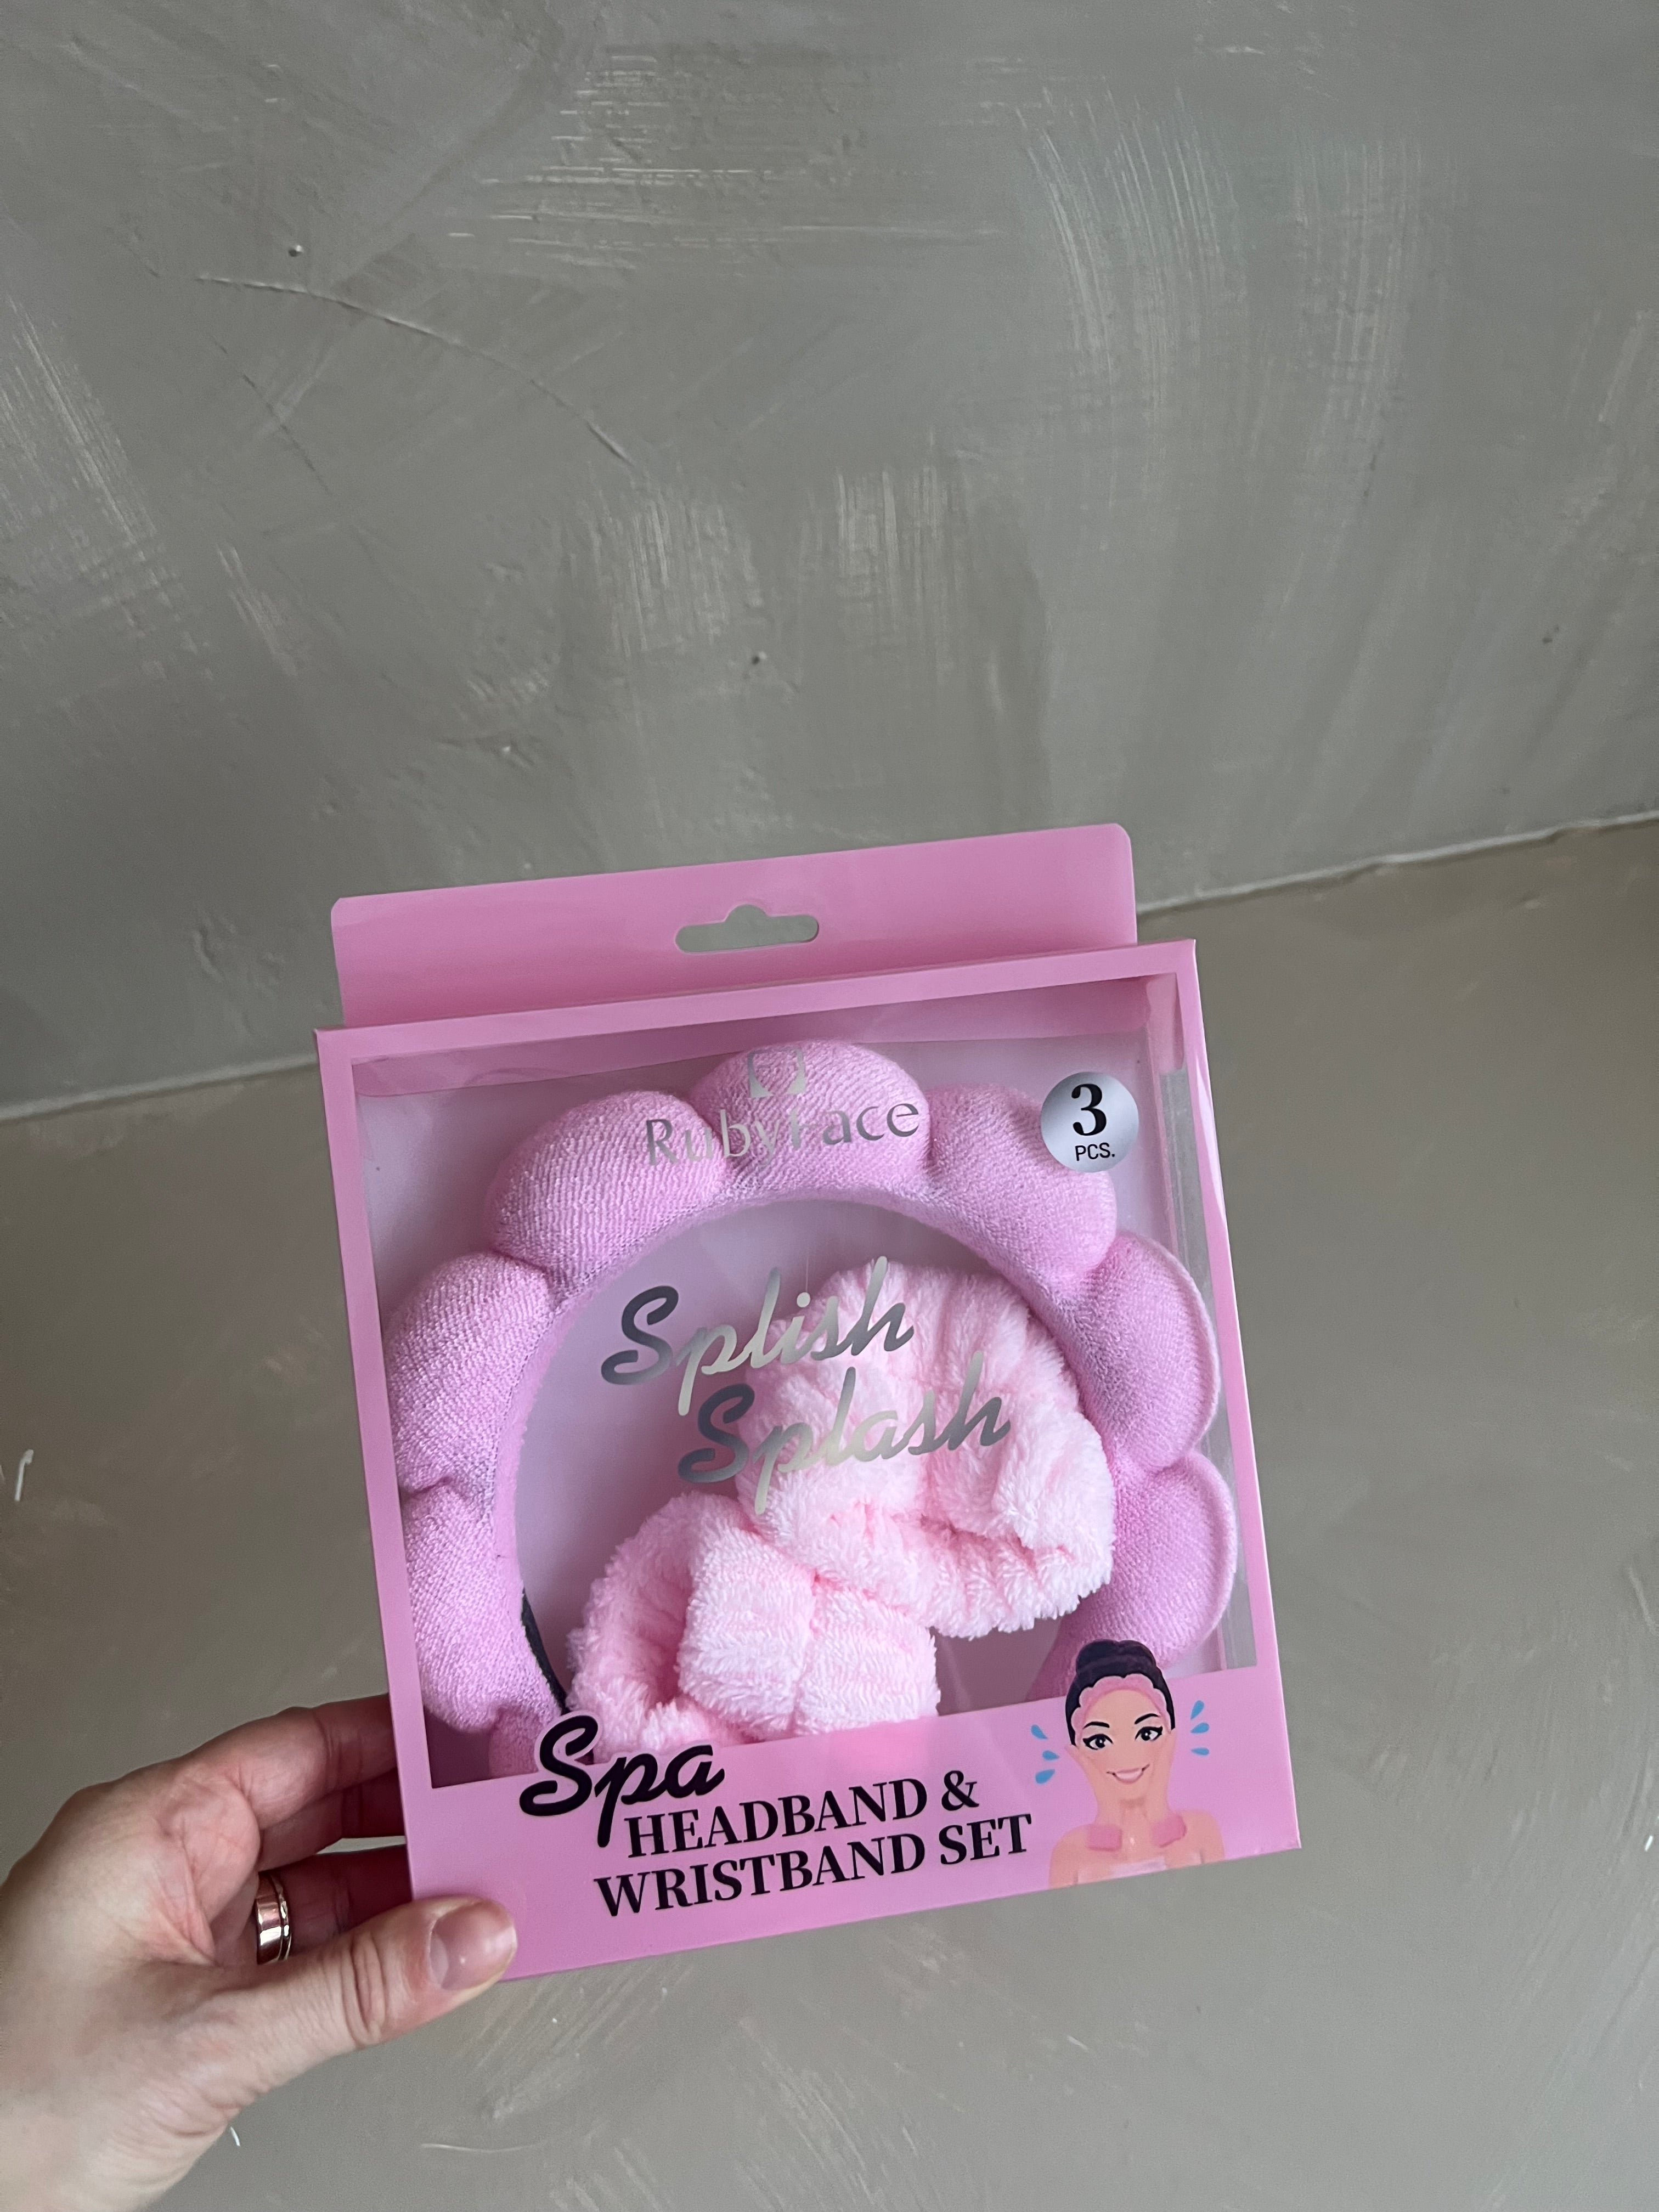 RubyFace
3
PCS.
Splish
Splash
Spa
HEADBAND &
WRISTBAND SET